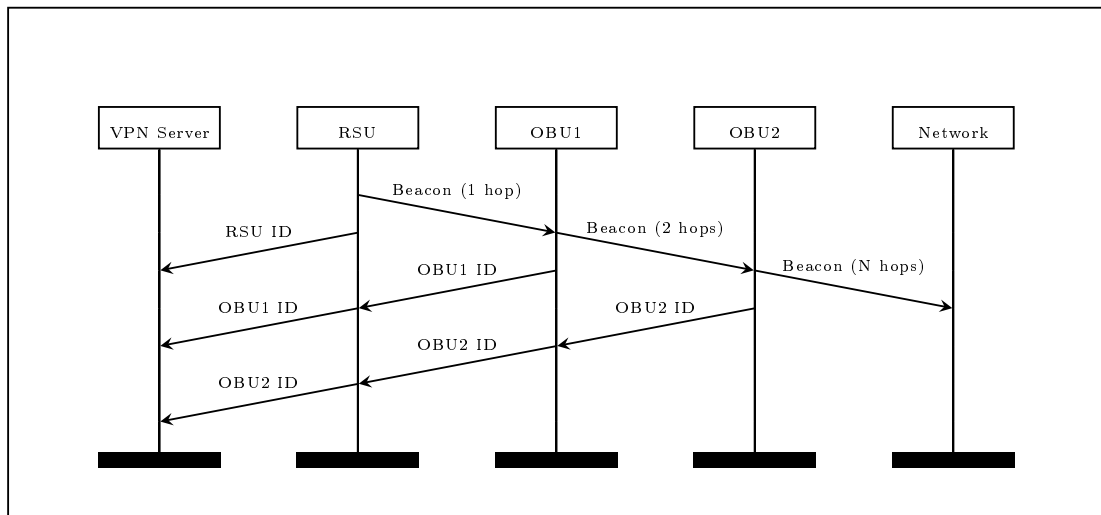 VPN Server
RSU
OBU1
OBU2
Network
Beacon (1 hop)
RSU ID
Beacon (2 hops)
OBU1 ID
Beacon (N hops)
OBU1 ID
OBU2 ID
OBU2 ID
OBU2 ID